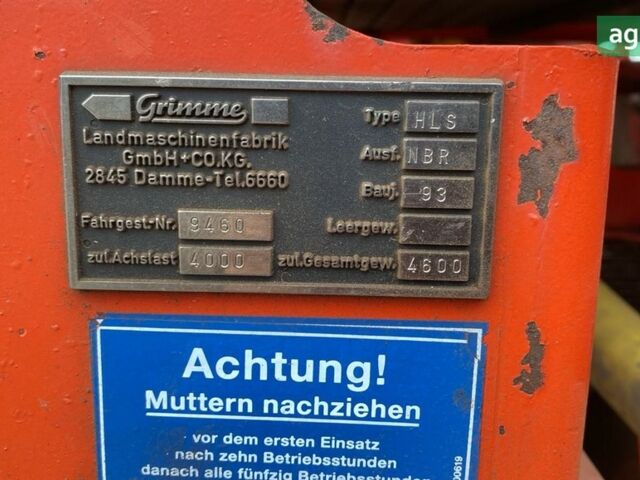 ag
Grimme
Landmaschinenfabrik
GmbH+CO.KG.
2845 Damme-Tel.6660
Type HLS
Ausf. NBR
Bauj. 93
Fahrgest-Nr. 9460
Leergew.
zul.Achslast 4000
zul.Gesamtgew. 4600
Achtung!
Muttern nachziehen
- vor dem ersten Einsatz
- nach zehn Betriebsstunden
danach alle fünfzig Betriebsstunden
00619